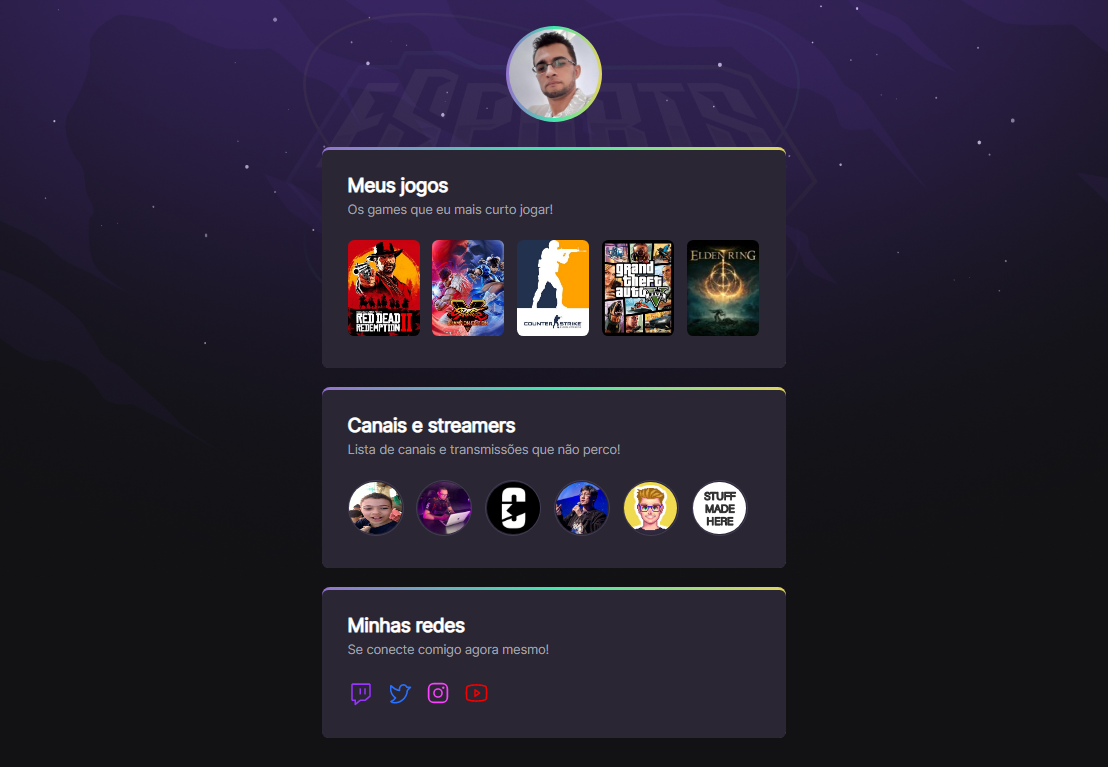 ESPORTS
Meus jogos
Os games que eu mais curto jogar!
RED DEAD
REDEMPTION II
V
COUNTER STRIKE
grand
theft
auto
V
ELDEN RING
Canais e streamers
Lista de canais e transmissões que não perco!
STUFF
MADE
HERE
Minhas redes
Se conecte comigo agora mesmo!